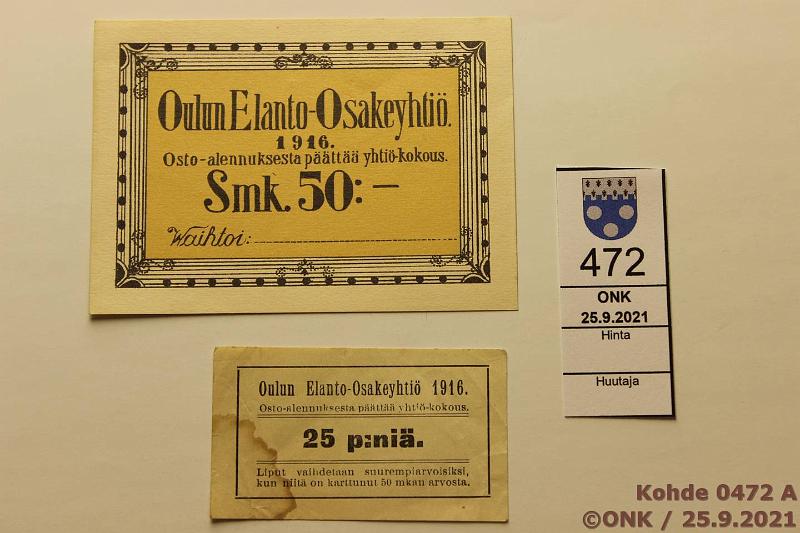 Oulun Elanto-Osakeyhtiö.
1916.
Osto-alennuksesta päättää yhtiö-kokous.
Smk. 50:—
Waihtoi:
Oulun Elanto-Osakeyhtiö 1916.
Osto-alennuksesta päättää yhtiö-kokous.
25 p:niä.
Liput vaihdetaan suurempiarvoisiksi,
kun niitä on karttunut 50 mkan arvosta.
472
ONK
25.9.2021
Hinta
Huutaja
Kohde 0472 A
©ONK / 25.9.2021